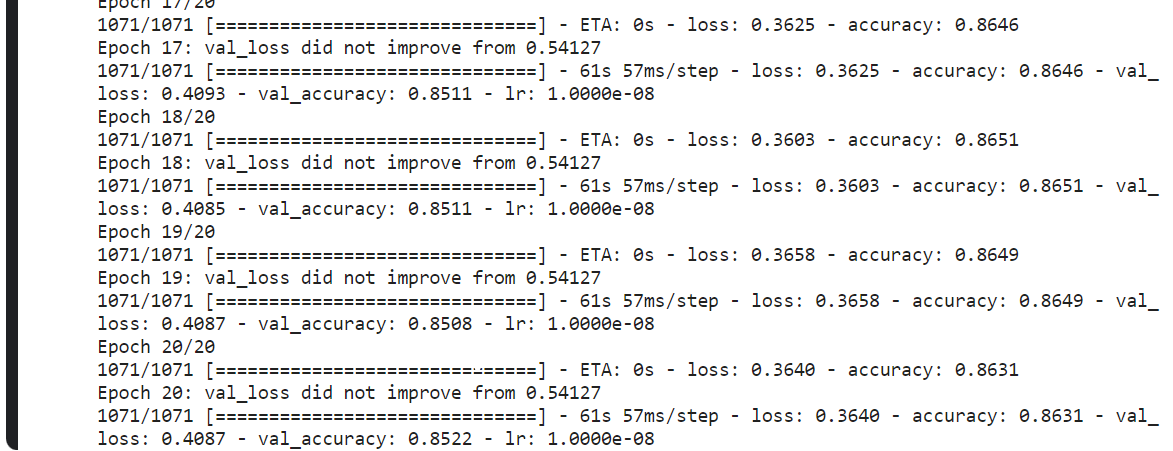 Epoch 17/20
1071/1071 [==============================] - ETA: 0s - loss: 0.3625 - accuracy: 0.8646
Epoch 17: val_loss did not improve from 0.54127
1071/1071 [==============================] - 61s 57ms/step - loss: 0.3625 - accuracy: 0.8646 - val_
loss: 0.4093 - val_accuracy: 0.8511 - lr: 1.0000e-08
Epoch 18/20
1071/1071 [==============================] - ETA: 0s - loss: 0.3603 - accuracy: 0.8651
Epoch 18: val_loss did not improve from 0.54127
1071/1071 [==============================] - 61s 57ms/step - loss: 0.3603 - accuracy: 0.8651 - val_
loss: 0.4085 - val_accuracy: 0.8511 - lr: 1.0000e-08
Epoch 19/20
1071/1071 [==============================] - ETA: 0s - loss: 0.3658 - accuracy: 0.8649
Epoch 19: val_loss did not improve from 0.54127
1071/1071 [==============================] - 61s 57ms/step - loss: 0.3658 - accuracy: 0.8649 - val_
loss: 0.4087 - val_accuracy: 0.8508 - lr: 1.0000e-08
Epoch 20/20
1071/1071 [==============================] - ETA: 0s - loss: 0.3640 - accuracy: 0.8631
Epoch 20: val_loss did not improve from 0.54127
1071/1071 [==============================] - 61s 57ms/step - loss: 0.3640 - accuracy: 0.8631 - val_
loss: 0.4087 - val_accuracy: 0.8522 - lr: 1.0000e-08